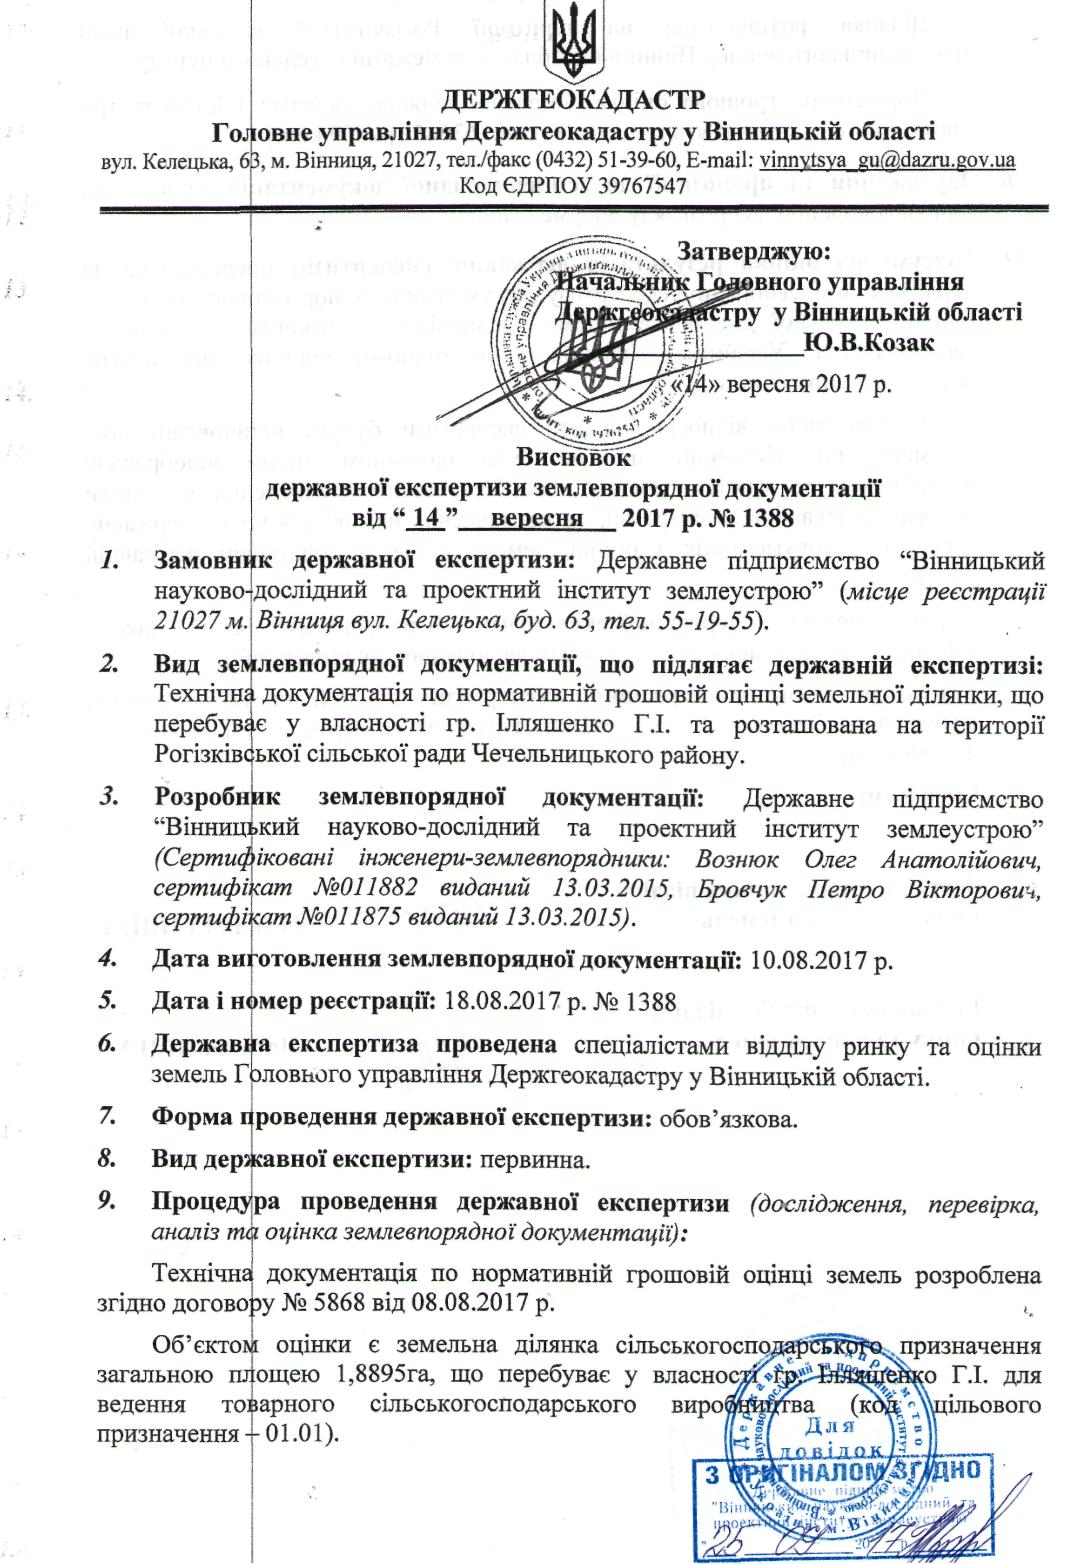 ДЕРЖГЕОКАДАСТР
Головне управління Держгеокадастру у Вінницькій області
вул. Келецька, 63, м. Вінниця, 21027, тел./факс (0432) 51-39-60, E-mail: vinnytsya_gu@dazru.gov.ua
Код ЄДРПОУ 39767547
Затверджую:
Начальник Головного управління
Держгеокадастру у Вінницькій області
Ю.В.Козак
«14» вересня 2017 р.
Висновок
державної експертизи землевпорядної документації
від “ 14 ” вересня 2017 р. № 1388
1. Замовник державної експертизи: Державне підприємство “Вінницький
науково-дослідний та проектний інститут землеустрою” (місце реєстрації
21027 м. Вінниця вул. Келецька, буд. 63, тел. 55-19-55).
2. Вид землевпорядної документації, що підлягає державній експертизі:
Технічна документація по нормативній грошовій оцінці земельної ділянки, що
перебуває у власності гр. Ілляшенко Г.І. та розташована на території
Рогізківської сільської ради Чечельницького району.
3. Розробник землевпорядної документації: Державне підприємство
“Вінницький науково-дослідний та проектний інститут землеустрою”
(Сертифіковані інженери-землевпорядники: Вознюк Олег Анатолійович,
сертифікат №011882 виданий 13.03.2015, Бровчук Петро Вікторович,
сертифікат №011875 виданий 13.03.2015).
4. Дата виготовлення землевпорядної документації: 10.08.2017 р.
5. Дата і номер реєстрації: 18.08.2017 р. № 1388
6. Державна експертиза проведена спеціалістами відділу ринку та оцінки
земель Головного управління Держгеокадастру у Вінницькій області.
7. Форма проведення державної експертизи: обов’язкова.
8. Вид державної експертизи: первинна.
9. Процедура проведення державної експертизи (дослідження, перевірка,
аналіз та оцінка землевпорядної документації):
Технічна документація по нормативній грошовій оцінці земель розроблена
згідно договору № 5868 від 08.08.2017 р.
Об’єктом оцінки є земельна ділянка сільськогосподарського призначення
загальною площею 1,8895га, що перебуває у власності гр. Ілляшенко Г.І. для
ведення товарного сільськогосподарського виробництва (код цільового
призначення – 01.01).
Для
довідок
З ОРИГІНАЛОМ ЗГІДНО
Державне підприємство
"Вінницький науково-дослідний та
проектний інститут землеустрою"